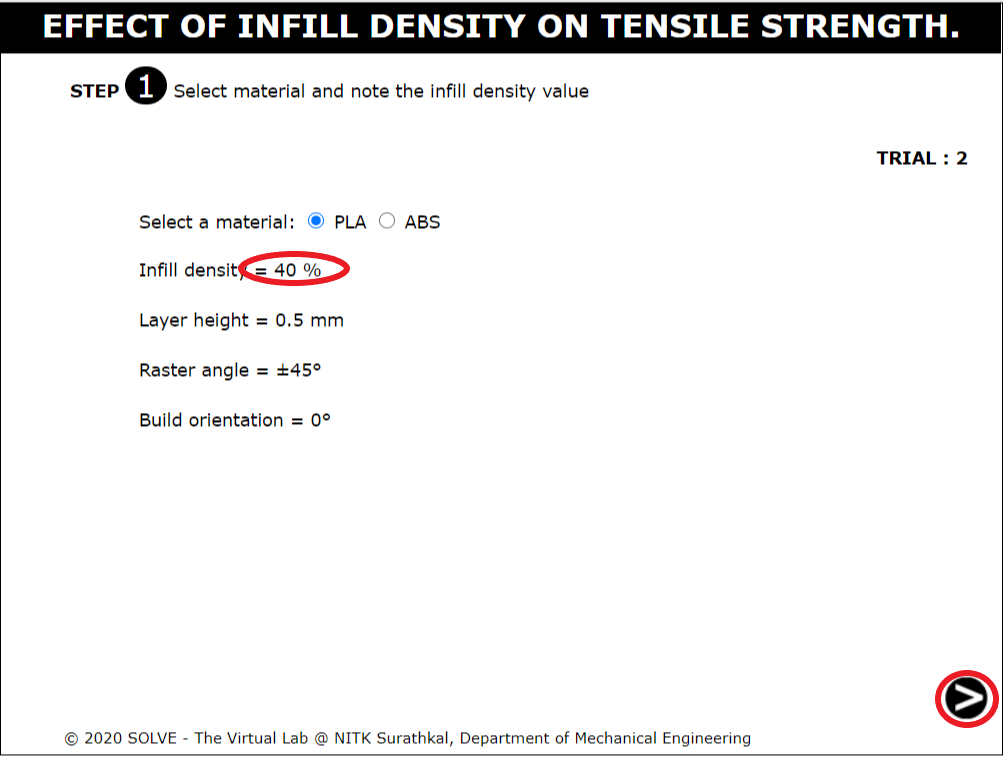 EFFECT OF INFILL DENSITY ON TENSILE STRENGTH.
STEP 1 Select material and note the infill density value
TRIAL : 2
Select a material: PLA ABS
Infill density = 40 %
Layer height = 0.5 mm
Raster angle = ±45°
Build orientation = 0°
>
© 2020 SOLVE - The Virtual Lab @ NITK Surathkal, Department of Mechanical Engineering